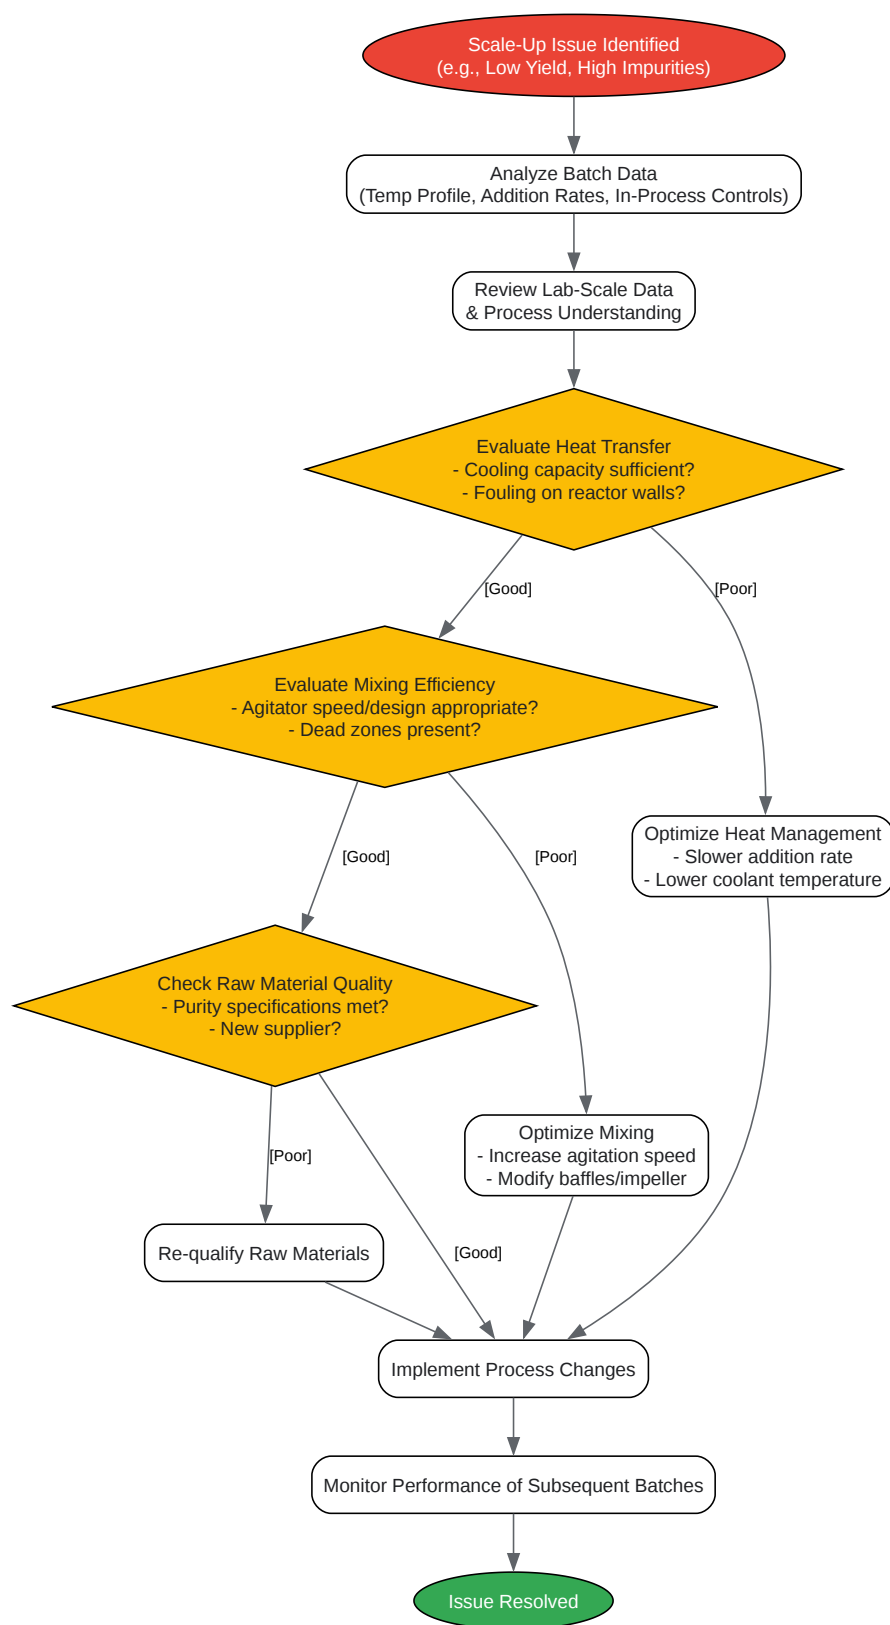 Scale-Up Issue Identified
(e.g., Low Yield, High Impurities)
Analyze Batch Data
(Temp Profile, Addition Rates, In-Process Controls)
Review Lab-Scale Data
& Process Understanding
Evaluate Heat Transfer
- Cooling capacity sufficient?
- Fouling on reactor walls?
[Good]
[Poor]
Evaluate Mixing Efficiency
- Agitator speed/design appropriate?
- Dead zones present?
Optimize Heat Management
- Slower addition rate
- Lower coolant temperature
[Good]
[Poor]
Check Raw Material Quality
- Purity specifications met?
- New supplier?
Optimize Mixing
- Increase agitation speed
- Modify baffles/impeller
[Poor]
Re-qualify Raw Materials
[Good]
Implement Process Changes
Monitor Performance of Subsequent Batches
Issue Resolved